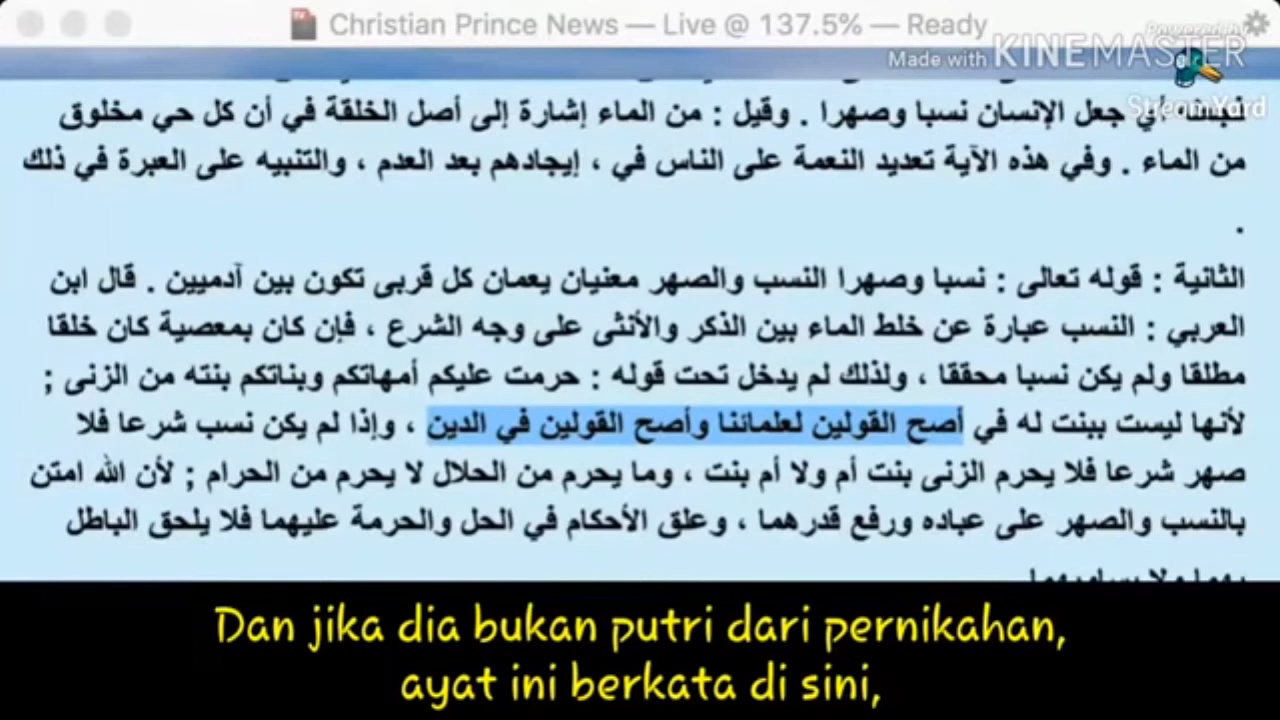 Christian Prince News — Live @ 137.5% — Ready
Made with KINEMASTER
StreamYard
أي جعل الإنسان نسبا وصهرا . وقيل : من الماء إشارة إلى أصل الخلقة في أن كل حي مخلوق
من الماء . وفي هذه الآية تعديد النعمة على الناس في ، إيجادهم بعد العدم ، والتنبيه على العبرة في ذلك
.
الثانية : قوله تعالى : نسبا وصهرا النسب والصهر معنيان يعمان كل قربى تكون بين آدميين . قال ابن
العربي : النسب عبارة عن خلط الماء بين الذكر والأنثى على وجه الشرع ، فإن كان بمعصية كان خلقا
مطلقا ولم يكن نسبا محققا ، ولذلك لم يدخل تحت قوله : حرمت عليكم أمهاتكم وبناتكم بنته من الزنى ;
لأنها ليست ببنت له في أصح القولين لعلمائنا وأصح القولين في الدين ، وإذا لم يكن نسب شرعا فلا
صهر شرعا فلا يحرم الزنى بنت أم ولا أم بنت ، وما يحرم من الحلال لا يحرم من الحرام ; لأن الله امتن
بالنسب والصهر على عباده ورفع قدرهما ، وعلق الأحكام في الحل والحرمة عليهما فلا يلحق الباطل
Dan jika dia bukan putri dari pernikahan,
ayat ini berkata di sini,